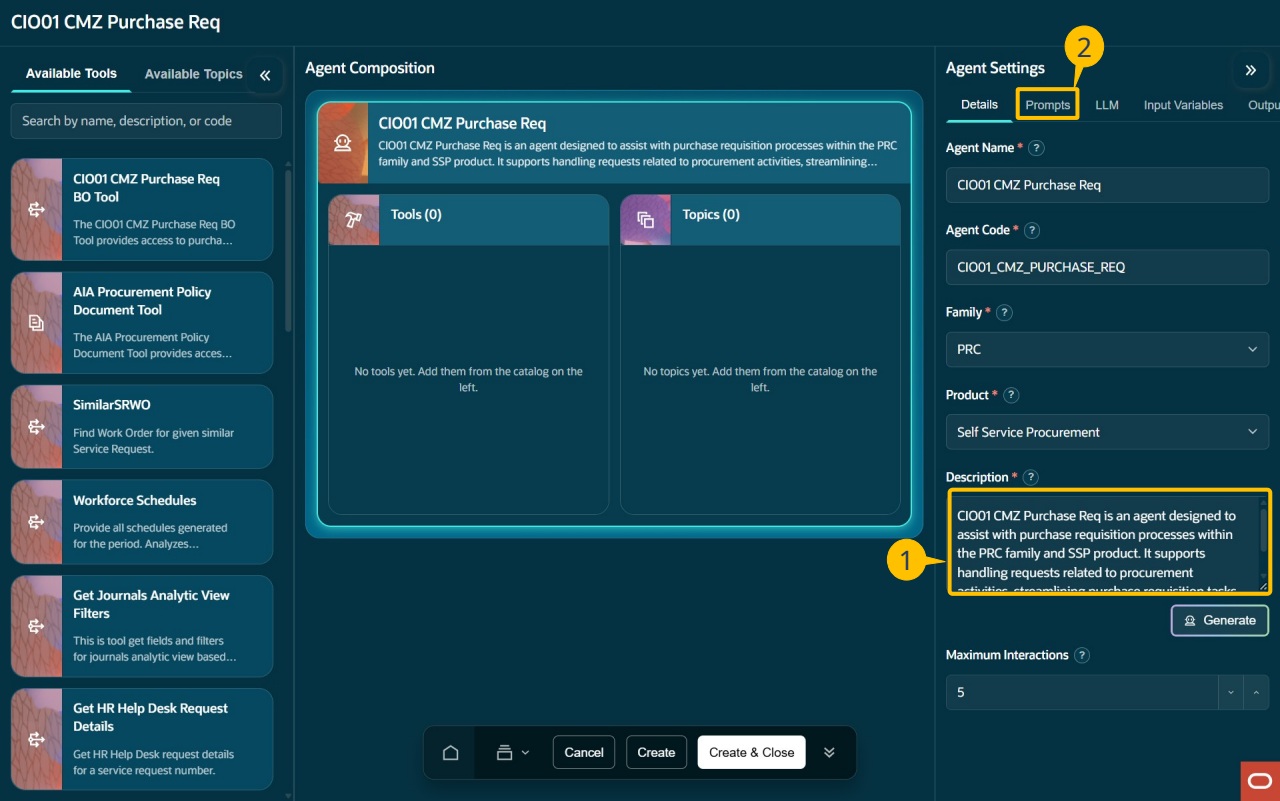 CIO01 CMZ Purchase Req
Available Tools
Available Topics
Search by name, description, or code
CIO01 CMZ Purchase Req
BO Tool
The CIO01 CMZ Purchase Req BO
Tool provides access to purcha...
AIA Procurement Policy
Document Tool
The AIA Procurement Policy
Document Tool provides acces...
SimilarSRWO
Find Work Order for given similar
Service Request.
Workforce Schedules
Provide all schedules generated
for the period. Analyzes...
Get Journals Analytic View
Filters
This is tool get fields and filters
for journals analytic view based...
Get HR Help Desk Request
Details
Get HR Help Desk request details
for a service request number.
Agent Composition
CIO01 CMZ Purchase Req
CIO01 CMZ Purchase Req is an agent designed to assist with purchase requisition processes within the PRC
family and SSP product. It supports handling requests related to procurement activities, streamlining...
Tools (0)
No tools yet. Add them from the catalog on the
left.
Topics (0)
No topics yet. Add them from the catalog on the
left.
Cancel
Create
Create & Close
Agent Settings
2
Details
Prompts
LLM
Input Variables
Outpu
Agent Name * ?
CIO01 CMZ Purchase Req
Agent Code * ?
CIO01_CMZ_PURCHASE_REQ
Family * ?
PRC
Product * ?
Self Service Procurement
Description * ?
1
CIO01 CMZ Purchase Req is an agent designed to
assist with purchase requisition processes within
the PRC family and SSP product. It supports
handling requests related to procurement
activities, streamlining purchase requisition tasks
Generate
Maximum Interactions ?
5